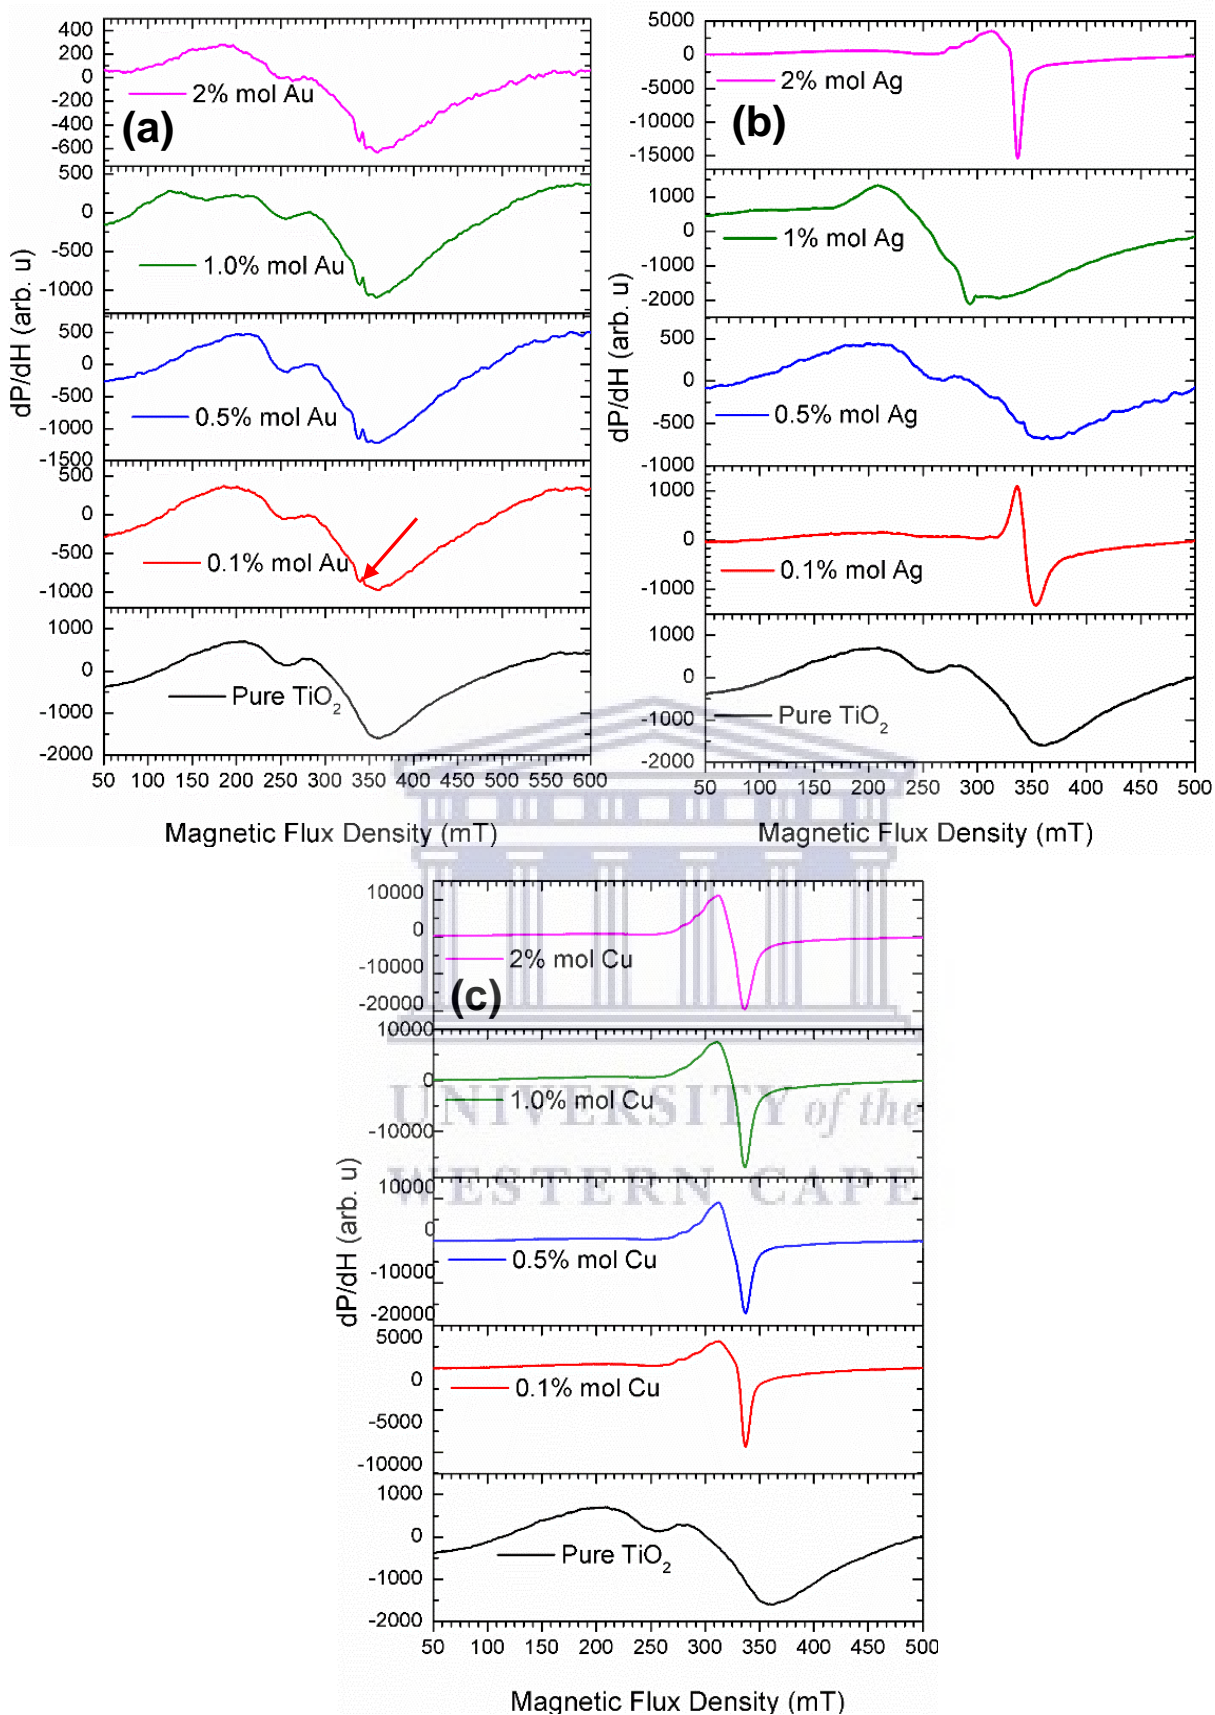 400
200
0
-200
-400
-600
2% mol Au
(a)
500
0
-500
-1000
1.0% mol Au
500
0
-500
-1000
-1500
0.5% mol Au
500
0
-500
-1000
0.1% mol Au
1000
0
-1000
-2000
Pure TiO2
50 100 150 200 250 300 350 400 450 500 550 600
Magnetic Flux Density (mT)
dP/dH (arb. u)
5000
0
-5000
-10000
-15000
2% mol Ag
(b)
1000
0
-1000
-2000
1% mol Ag
500
0
-500
-1000
0.5% mol Ag
1000
0
-1000
0.1% mol Ag
1000
0
-1000
-2000
Pure TiO2
50 100 150 200 250 300 350 400 450 500
Magnetic Flux Density (mT)
dP/dH (arb. u)
10000
0
-10000
-20000
2% mol Cu
(c)
10000
0
-10000
1.0% mol Cu
UNIVERSITY of the
WESTERN CAPE
10000
0
-10000
-20000
0.5% mol Cu
5000
0
-5000
-10000
0.1% mol Cu
1000
0
-1000
-2000
Pure TiO2
50 100 150 200 250 300 350 400 450 500
Magnetic Flux Density (mT)
dP/dH (arb. u)